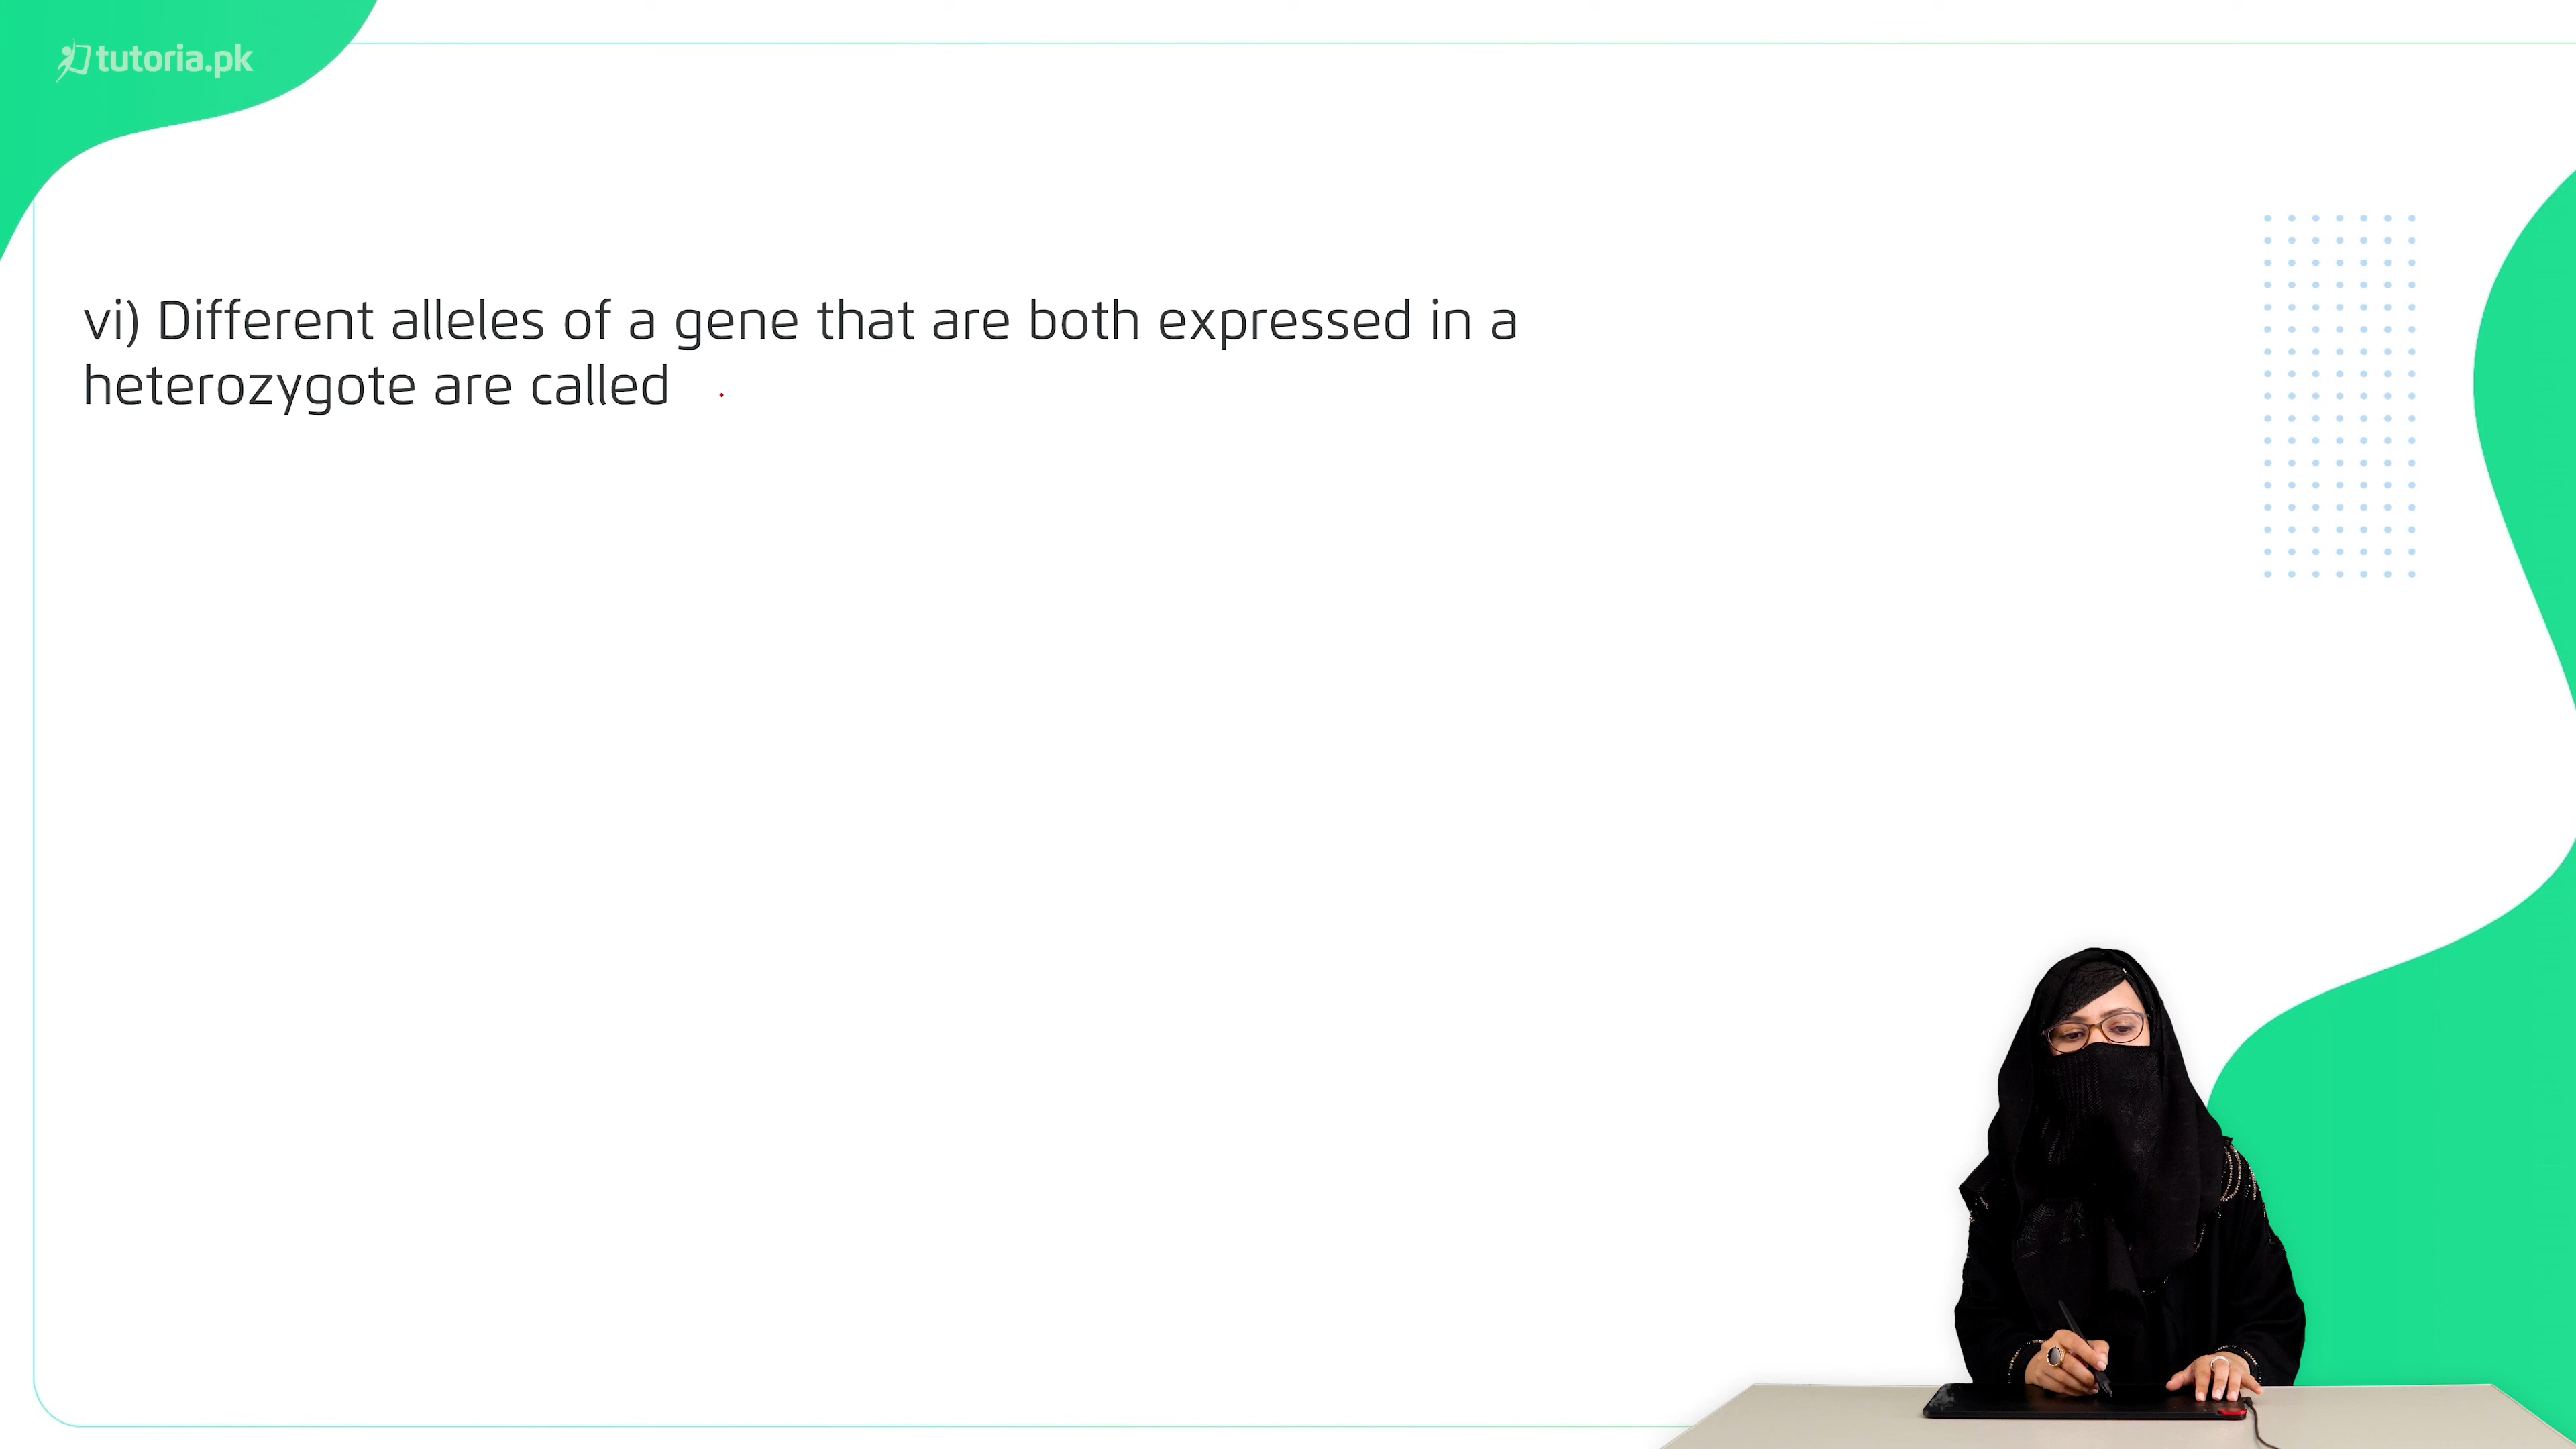 tutoria.pk
vi) Different alleles of a gene that are both expressed in a
heterozygote are called